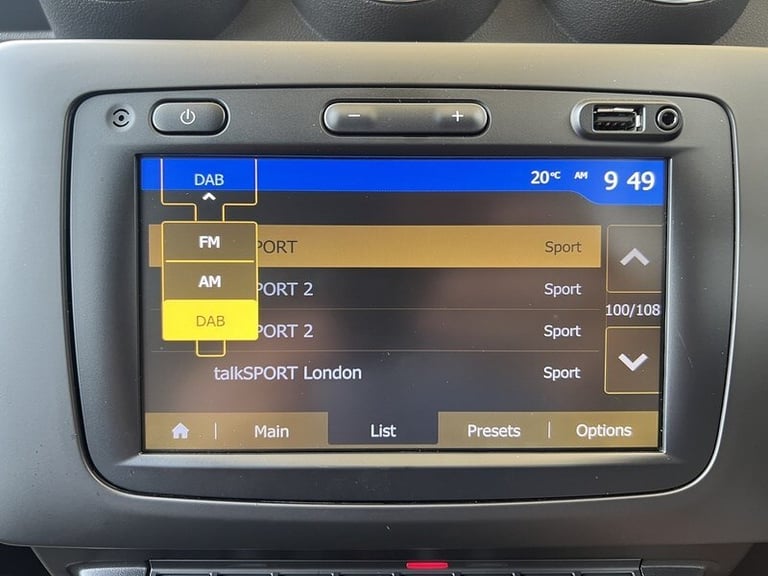 DAB 20°C AM 9 49
FM
PORT Sport
AM
PORT 2 Sport
100/108
DAB
PORT 2 Sport
talkSPORT London Sport
Main List Presets Options